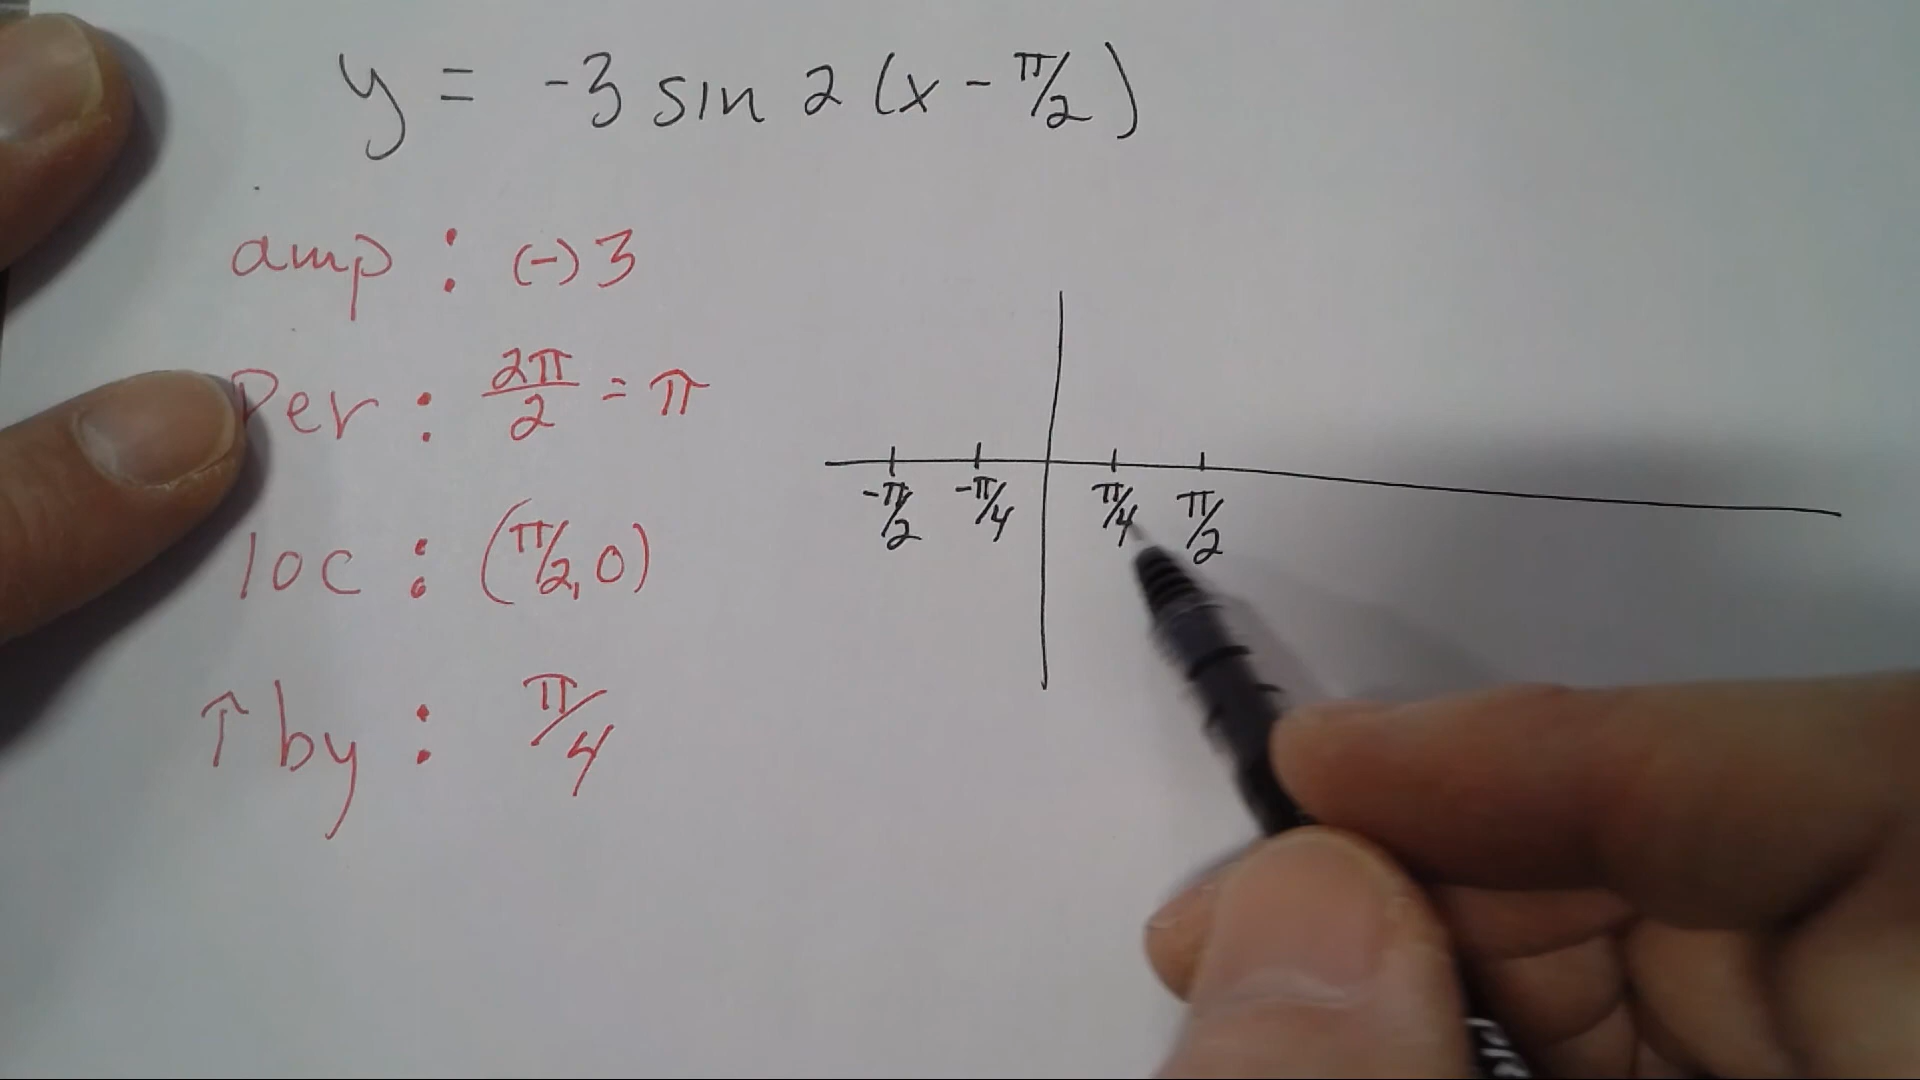 y = -3 sin 2 (x - π/2)
amp : (-) 3
Per : 2π/2 = π
loc : (π/2, 0)
↑ by : π/4
-π/2 -π/4 π/4 π/2